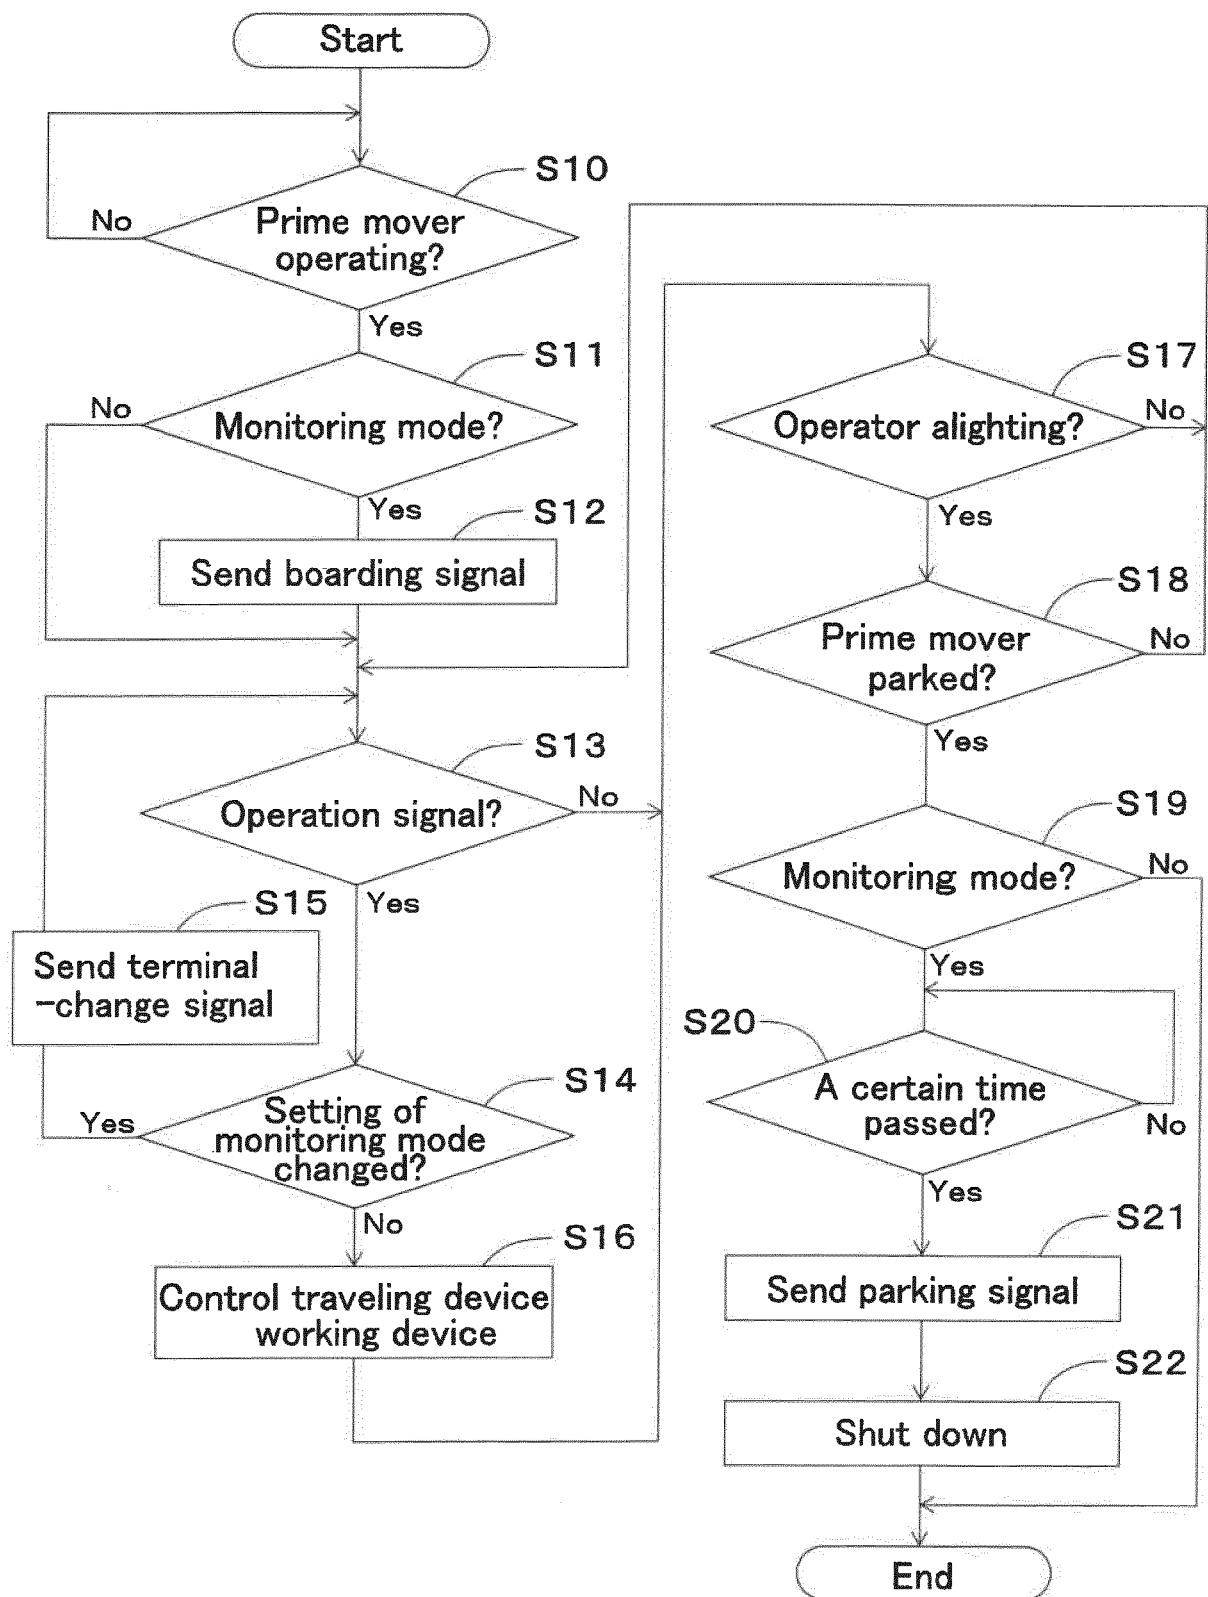 Start
S10
No
Prime mover
operating?
Yes
S11
No
Monitoring mode?
Yes
S12
Send boarding signal
S13
Operation signal?
No
Yes
S15
Send terminal
-change signal
S14
Yes
Setting of
monitoring mode
changed?
No
S16
Control traveling device
working device
S17
Operator alighting?
No
Yes
S18
Prime mover
parked?
No
Yes
S19
Monitoring mode?
No
Yes
S20
A certain time
passed?
No
Yes
S21
Send parking signal
S22
Shut down
End